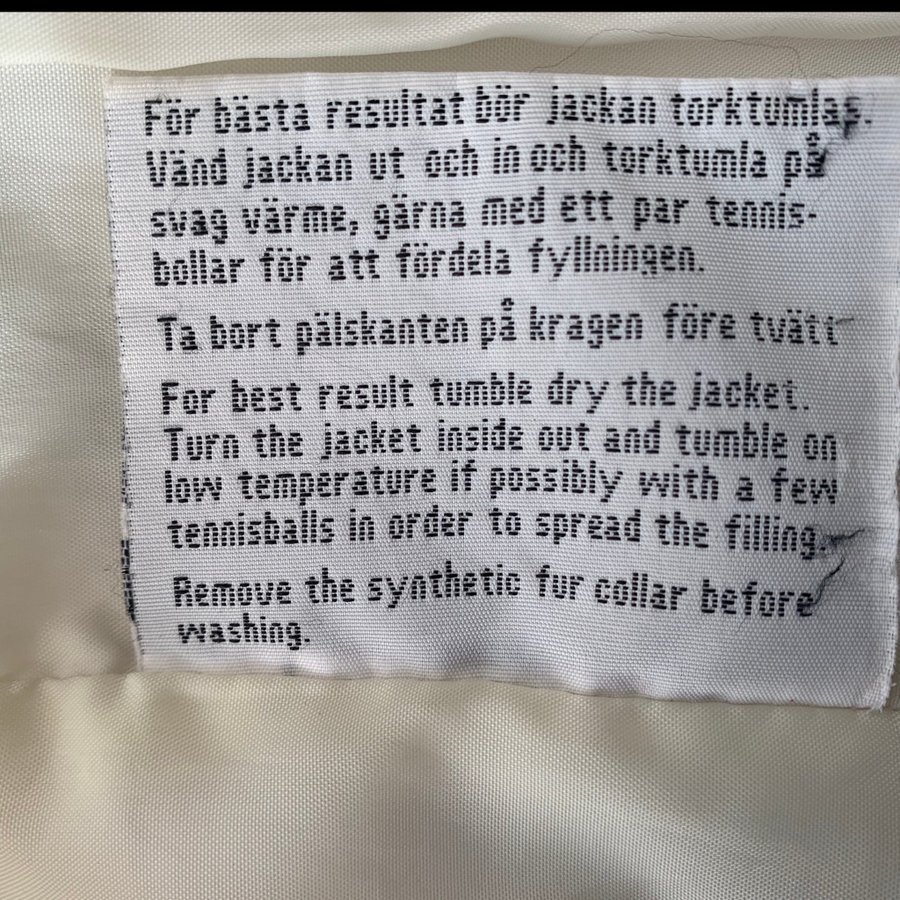 För bästa resultat bör jackan torktumlas.
Vänd jackan ut och in och torktumla på
svag värme, gärna med ett par tennis-
bollar för att fördela fyllningen.
Ta bort pälskanten på kragen före tvätt
For best result tumble dry the jacket.
Turn the jacket inside out and tumble on
low temperature if possibly with a few
tennisballs in order to spread the filling.
Remove the synthetic fur collar before
washing.